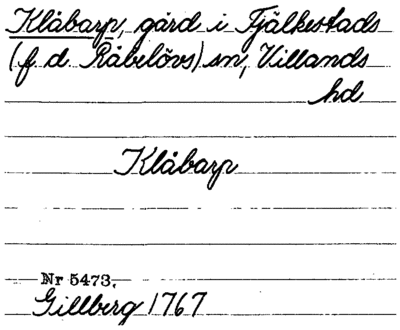 Klåbarp, gård i Fjälkestads
(f d Råbelövs) sn, Villands
hd
Klåbarp
Nr 5473.
Gillberg 1767